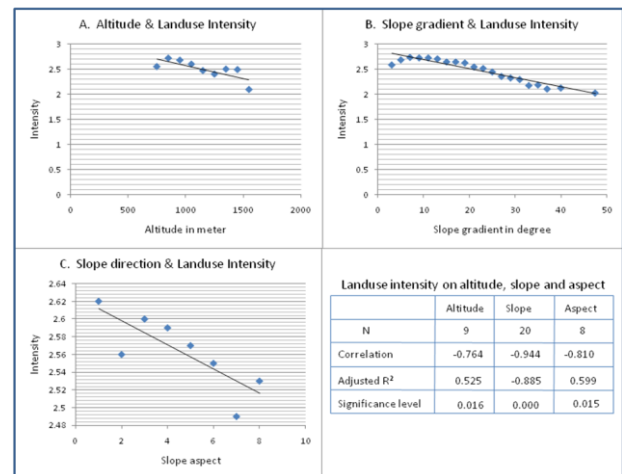 A. Altitude & Landuse Intensity
3
2.5
2
1.5
1
0.5
0
Intensity
0 500 1000 1500 2000
Altitude in meter
B. Slope gradient & Landuse Intensity
3
2.5
2
1.5
1
0.5
0
Intensity
0 10 20 30 40 50
Slope gradient in degree
C. Slope direction & Landuse Intensity
2.64
2.62
2.6
2.58
2.56
2.54
2.52
2.5
2.48
Intensity
0 2 4 6 8 10
Slope aspect
Landuse intensity on altitude, slope and aspect
Altitude Slope Aspect
N 9 20 8
Correlation -0.764 -0.944 -0.810
Adjusted R² 0.525 -0.885 0.599
Significance level 0.016 0.000 0.015